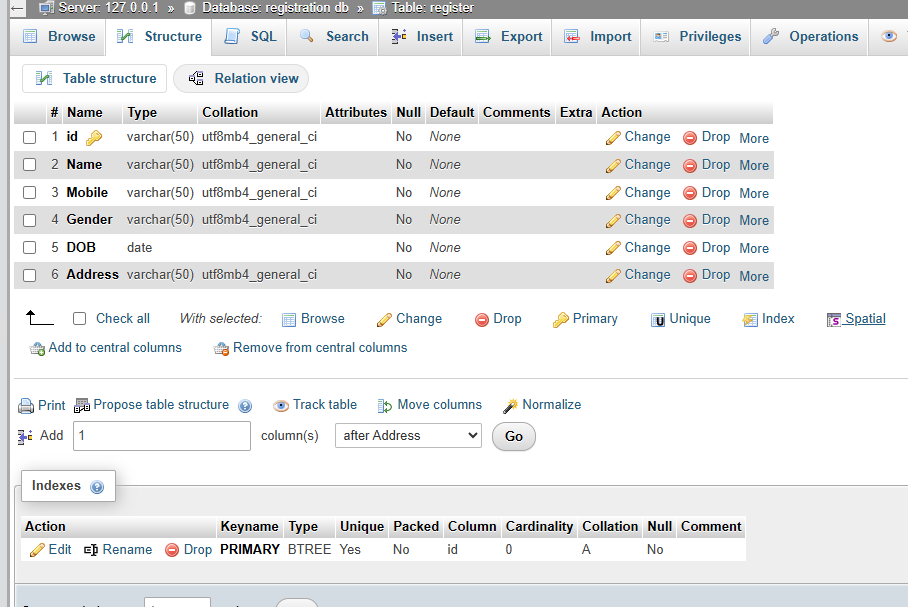 ← Server: 127.0.0.1 » Database: registration db » Table: register
Browse Structure SQL Search Insert Export Import Privileges Operations
Table structure Relation view
# Name Type Collation Attributes Null Default Comments Extra Action
1 id varchar(50) utf8mb4_general_ci No None Change Drop More
2 Name varchar(50) utf8mb4_general_ci No None Change Drop More
3 Mobile varchar(50) utf8mb4_general_ci No None Change Drop More
4 Gender varchar(50) utf8mb4_general_ci No None Change Drop More
5 DOB date No None Change Drop More
6 Address varchar(50) utf8mb4_general_ci No None Change Drop More
Check all With selected: Browse Change Drop Primary Unique Index Spatial
Add to central columns Remove from central columns
Print Propose table structure Track table Move columns Normalize
Add 1 column(s) after Address Go
Indexes
Action Keyname Type Unique Packed Column Cardinality Collation Null Comment
Edit Rename Drop PRIMARY BTREE Yes No id 0 A No